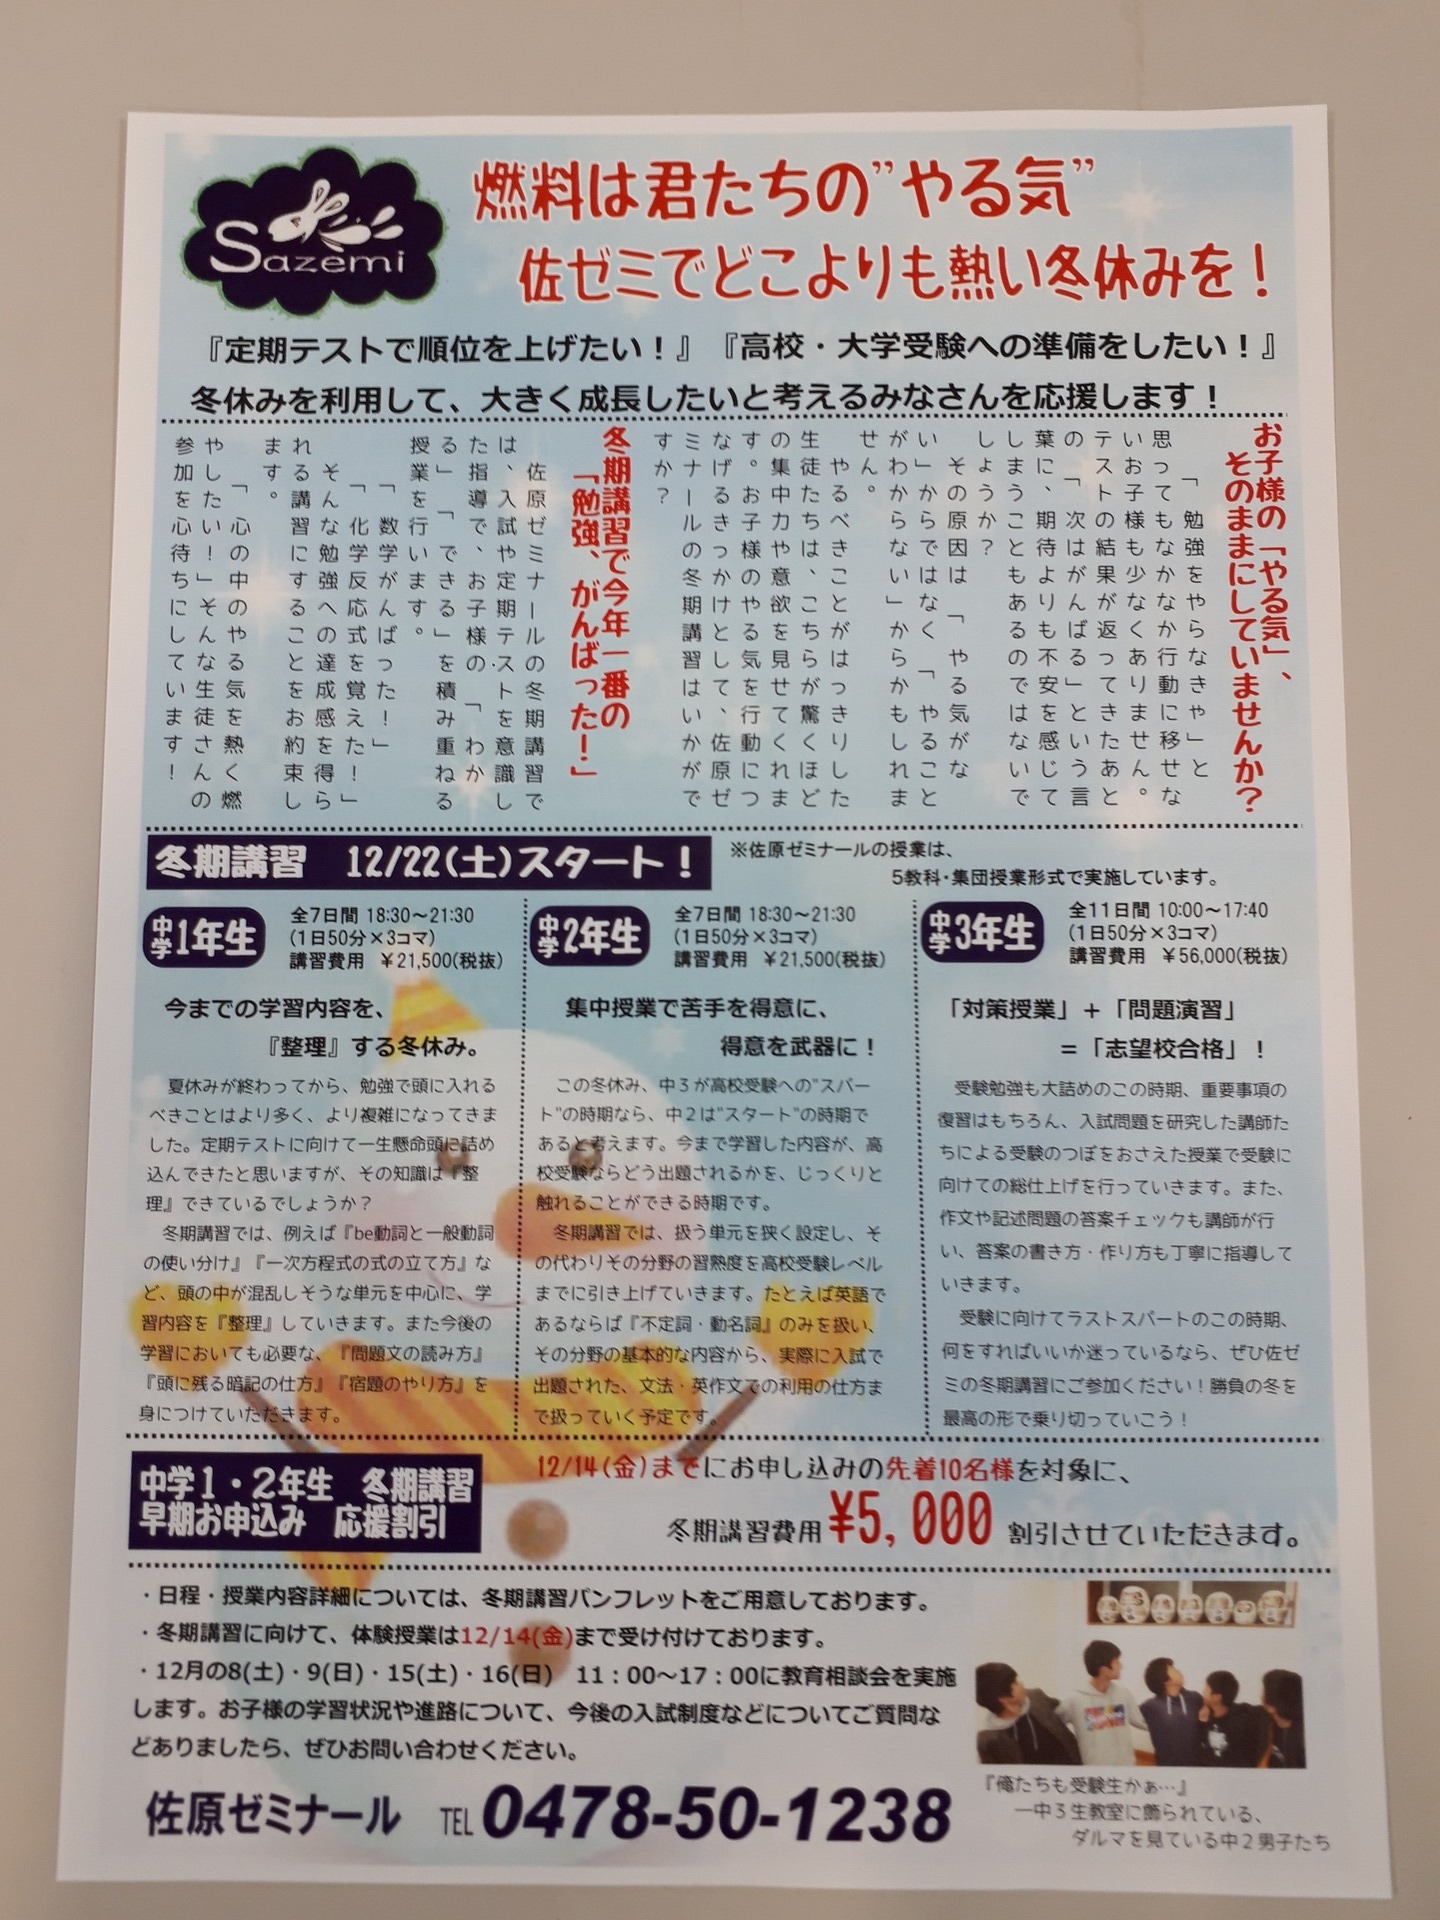 Sazemi
燃料は君たちの”やる気”
佐ゼミでどこよりも熱い冬休みを！
『定期テストで順位を上げたい！』『高校・大学受験への準備をしたい！』
冬休みを利用して、大きく成長したいと考えるみなさんを応援します！
お子様の「やる気」、
そのままにしていませんか？
「勉強をやらなきゃ」と
思ってもなかなか行動に移せな
いお子様も少なくありません。
テストの結果が返ってきたあと
の「次はがんばる」という言
葉に、期待よりも不安を感じて
しまうこともあるのではないで
しょうか？
その原因は「やる気がな
い」からではなく「やること
がわからない」からかもしれま
せん。
やるべきことがはっきりした
生徒たちは、こちらが驚くほど
の集中力や意欲を見せてくれま
す。お子様のやる気を行動につ
なげるきっかけとして、佐原ゼ
ミナールの冬期講習はいかがで
すか？
冬期講習で今年一番の
「勉強、がんばった！」
佐原ゼミナールの冬期講習で
は、入試や定期テストを意識し
た指導で、お子様の「わか
る」「できる」を積み重ねる
授業を行います。
「数学がんばった！」
「化学反応式を覚えた！」
そんな勉強への達成感を得ら
れる講習にすることをお約束し
ます。
「心の中のやる気を熱く燃
やしたい！」そんな生徒さんの
参加を心待ちにしています！
冬期講習　12/22(土)スタート！
※佐原ゼミナールの授業は、
5教科・集団授業形式で実施しています。
中学1年生
全7日間 18:30～21:30
(1日50分×3コマ)
講習費用　￥21,500(税抜)
今までの学習内容を、
『整理』する冬休み。
夏休みが終わってから、勉強で頭に入れる
べきことはより多く、より複雑になってきま
した。定期テストに向けて一生懸命頭に詰め
込んできたと思いますが、その知識は『整
理』できているでしょうか？
冬期講習では、例えば『be動詞と一般動詞
の使い分け』『一次方程式の式の立て方』な
ど、頭の中が混乱しそうな単元を中心に、学
習内容を『整理』していきます。また今後の
学習においても必要な、『問題文の読み方』
『頭に残る暗記の仕方』『宿題のやり方』を
身につけていただきます。
中学2年生
全7日間 18:30～21:30
(1日50分×3コマ)
講習費用　￥21,500(税抜)
集中授業で苦手を得意に、
得意を武器に！
この冬休み、中３が高校受験への"スパー
ト"の時期なら、中２は"スタート"の時期で
あると考えます。今まで学習した内容が、高
校受験ならどう出題されるかを、じっくりと
触れることができる時期です。
冬期講習では、扱う単元を狭く設定し、そ
の代わりその分野の習熟度を高校受験レベル
までに引き上げていきます。たとえば英語で
あるならば『不定詞・動名詞』のみを扱い、
その分野の基本的な内容から、実際に入試で
出題された、文法・英作文での利用の仕方ま
で扱っていく予定です。
中学3年生
全11日間 10:00～17:40
(1日50分×3コマ)
講習費用　￥56,000(税抜)
「対策授業」＋「問題演習」
＝「志望校合格」！
受験勉強も大詰めのこの時期、重要事項の
復習はもちろん、入試問題を研究した講師た
ちによる受験のつぼをおさえた授業で受験に
向けての総仕上げを行っていきます。また、
作文や記述問題の答案チェックも講師が行
い、答案の書き方・作り方も丁寧に指導して
いきます。
受験に向けてラストスパートのこの時期、
何をすればいいか迷っているなら、ぜひ佐ゼ
ミの冬期講習にご参加ください！勝負の冬を
最高の形で乗り切っていこう！
中学１・２年生　冬期講習
早期お申込み　応援割引
12/14(金)までにお申し込みの先着10名様を対象に、
冬期講習費用¥5,000割引させていただきます。
・日程・授業内容詳細については、冬期講習パンフレットをご用意しております。
・冬期講習に向けて、体験授業は12/14(金)まで受け付けております。
・12月の8(土)・9(日)・15(土)・16(日)　11：00～17：00に教育相談会を実施
します。お子様の学習状況や進路について、今後の入試制度などについてご質問な
どありましたら、ぜひお問い合わせください。
佐原ゼミナール　TEL 0478-50-1238
『俺たちも受験生かぁ…』
―中３生教室に飾られている、
ダルマを見ている中２男子たち